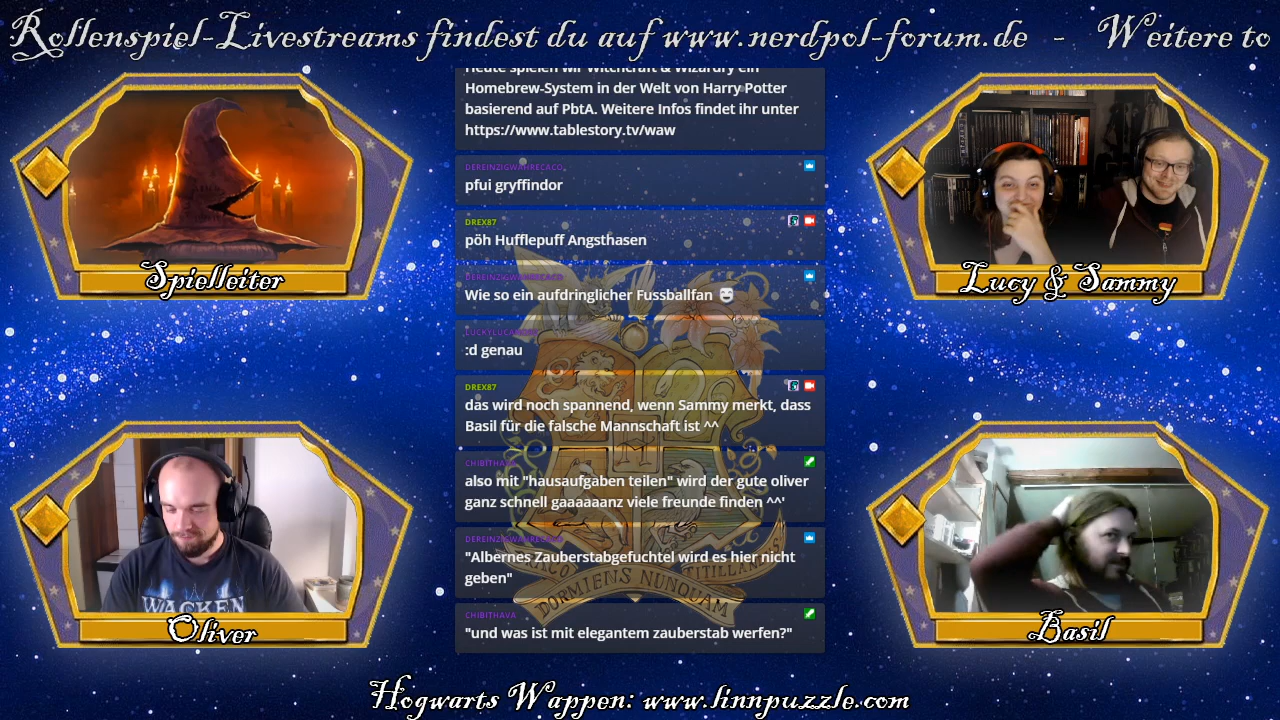 Rollenspiel-Livestreams findest du auf www.nerdpol-forum.de - Weitere to
Heute spielen wir Witchcraft & Wizardry ein
Homebrew-System in der Welt von Harry Potter
basierend auf PbtA. Weitere Infos findet ihr unter
https://www.tablestory.tv/waw
DEREINZIGWAHRECACO
pfui gryffindor
DREX87
pöh Hufflepuff Angsthasen
DEREINZIGWAHRECACO
Wie so ein aufdringlicher Fussballfan
:d genau
DREX87
das wird noch spannend, wenn Sammy merkt, dass
Basil für die falsche Mannschaft ist ^^
CHIBITHAVA
also mit "hausaufgaben teilen" wird der gute oliver
ganz schnell gaaaaaanz viele freunde finden ^^'
DEREINZIGWAHRECACO
"Albernes Zauberstabgefuchtel wird es hier nicht
geben"
CHIBITHAVA
"und was ist mit elegantem zauberstab werfen?"
DRACO DORMIENS NUNQUAM TITILLANDUS
Spielleiter
Lucy & Sammy
WACKEN
Oliver
Basil
Hogwarts Wappen: www.linnpuzzle.com